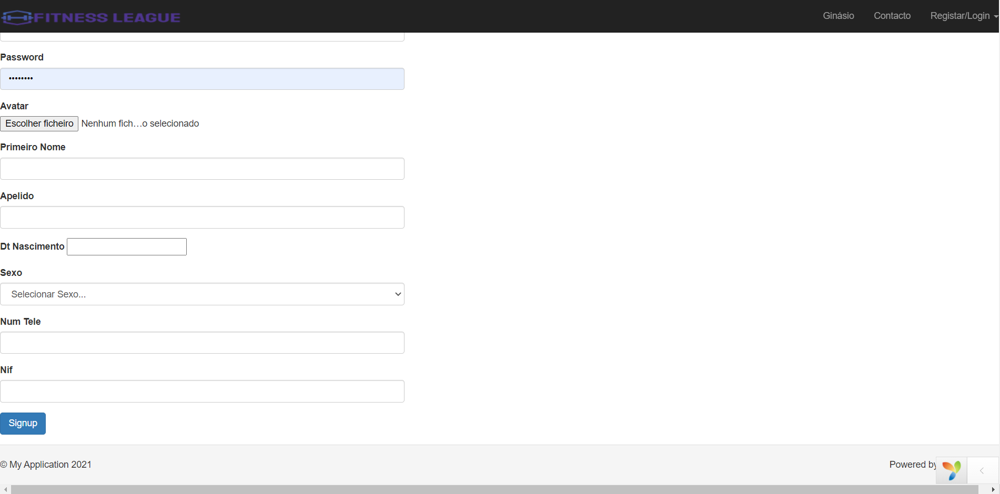 FITNESS LEAGUE
Ginásio Contacto Registar/Login
Password
••••••••
Avatar
Escolher ficheiro Nenhum fich…o selecionado
Primeiro Nome
Apelido
Dt Nascimento
Sexo
Selecionar Sexo...
Num Tele
Nif
Signup
© My Application 2021
Powered by